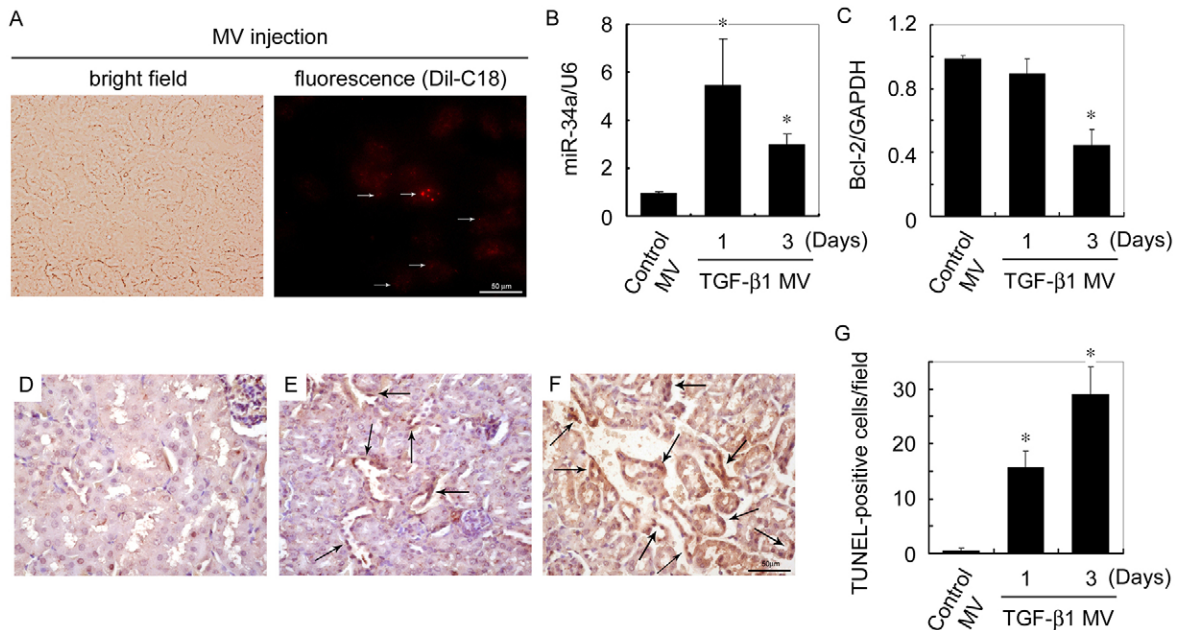 A
MV injection
bright field
fluorescence (Dil-C18)
50 μm
B
miR-34a/U6
8
6
4
2
0
*
*
Control MV
1
3
(Days)
TGF-β1 MV
C
Bcl-2/GAPDH
1.2
0.8
0.4
0
*
Control MV
1
3
(Days)
TGF-β1 MV
D
E
F
50μm
G
TUNEL-positive cells/field
30
20
10
0
*
*
Control MV
1
3
(Days)
TGF-β1 MV